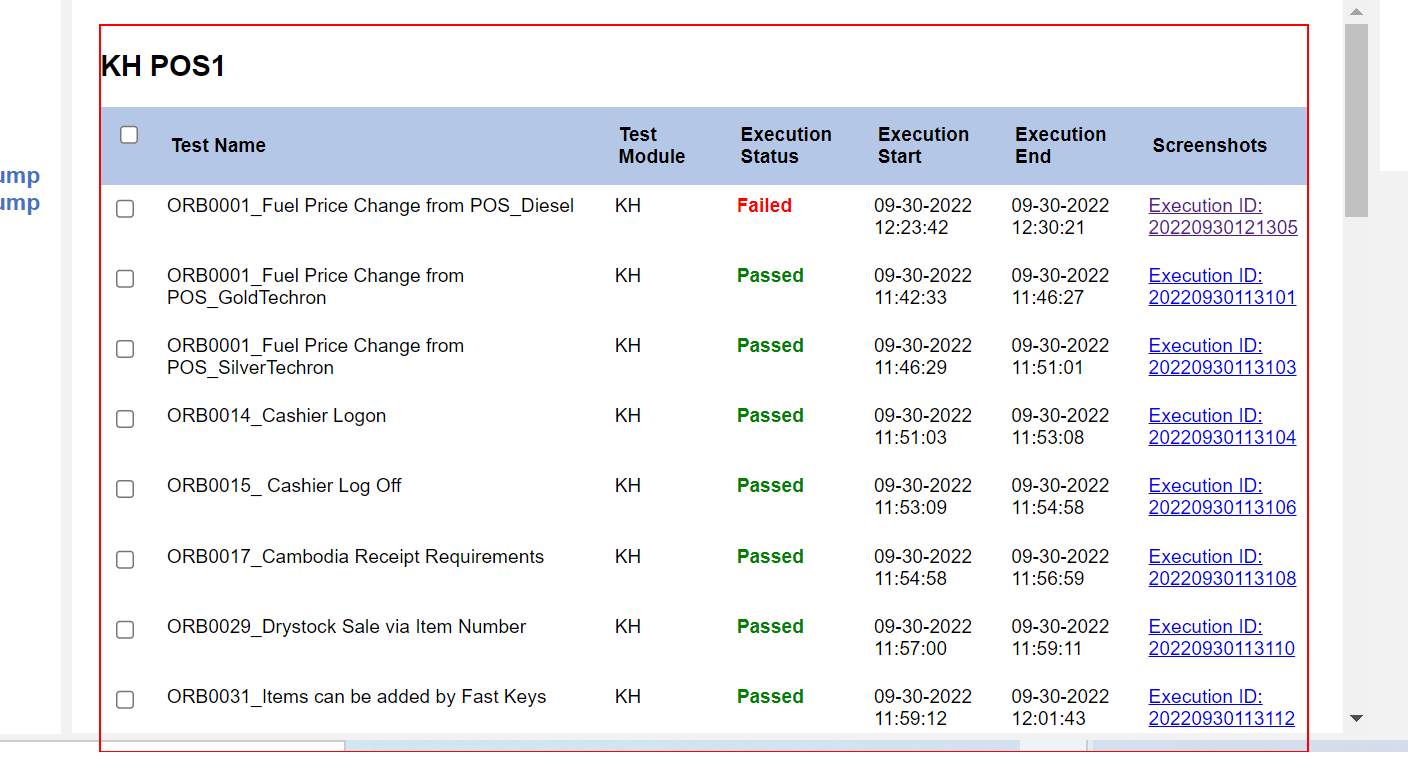 KH POS1
Test Name
Test
Module
Execution
Status
Execution
Start
Execution
End
Screenshots
ump
ump
ORB0001_Fuel Price Change from POS_Diesel
KH
Failed
09-30-2022
12:23:42
09-30-2022
12:30:21
Execution ID:
20220930121305
ORB0001_Fuel Price Change from
POS_GoldTechron
KH
Passed
09-30-2022
11:42:33
09-30-2022
11:46:27
Execution ID:
20220930113101
ORB0001_Fuel Price Change from
POS_SilverTechron
KH
Passed
09-30-2022
11:46:29
09-30-2022
11:51:01
Execution ID:
20220930113103
ORB0014_Cashier Logon
KH
Passed
09-30-2022
11:51:03
09-30-2022
11:53:08
Execution ID:
20220930113104
ORB0015_ Cashier Log Off
KH
Passed
09-30-2022
11:53:09
09-30-2022
11:54:58
Execution ID:
20220930113106
ORB0017_Cambodia Receipt Requirements
KH
Passed
09-30-2022
11:54:58
09-30-2022
11:56:59
Execution ID:
20220930113108
ORB0029_Drystock Sale via Item Number
KH
Passed
09-30-2022
11:57:00
09-30-2022
11:59:11
Execution ID:
20220930113110
ORB0031_Items can be added by Fast Keys
KH
Passed
09-30-2022
11:59:12
09-30-2022
12:01:43
Execution ID:
20220930113112